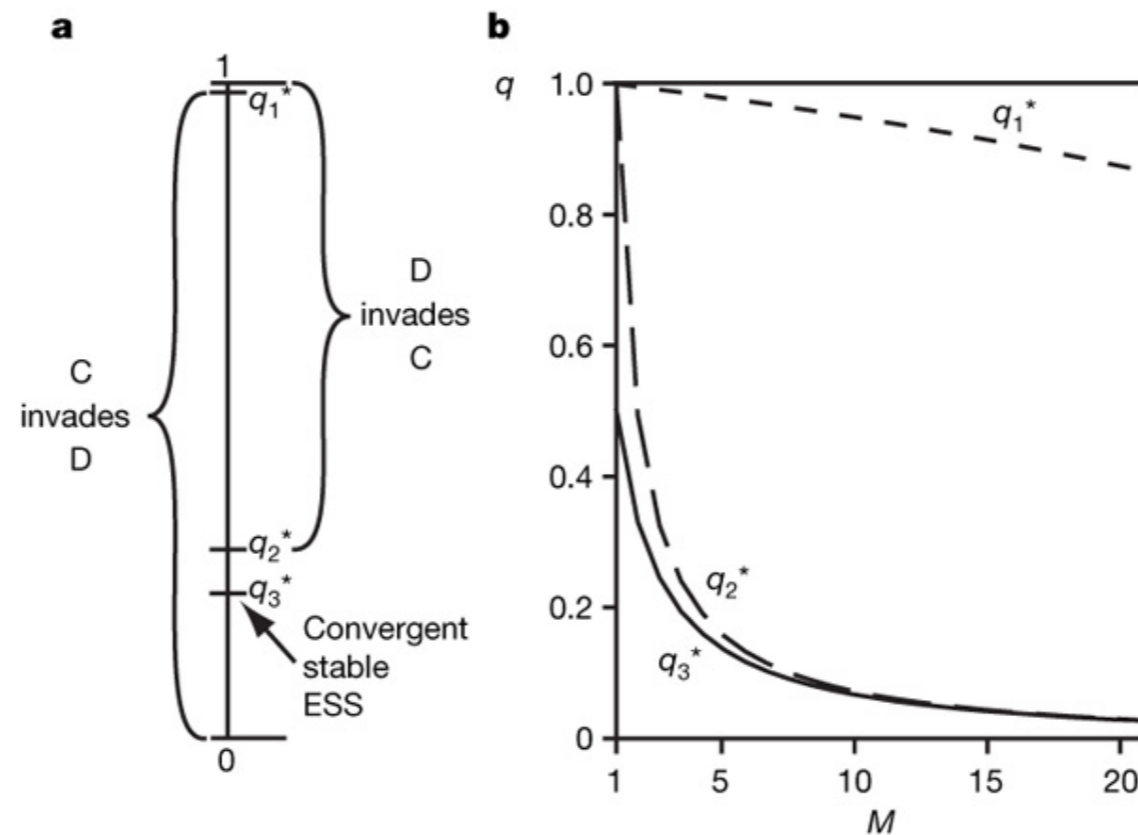 a
1
q1*
D
invades
C
C
invades
D
q2*
q3*
Convergent
stable
ESS
0
b
q
1.0
q1*
0.8
0.6
0.4
q2*
0.2
q3*
0
1
5
10
15
20
M